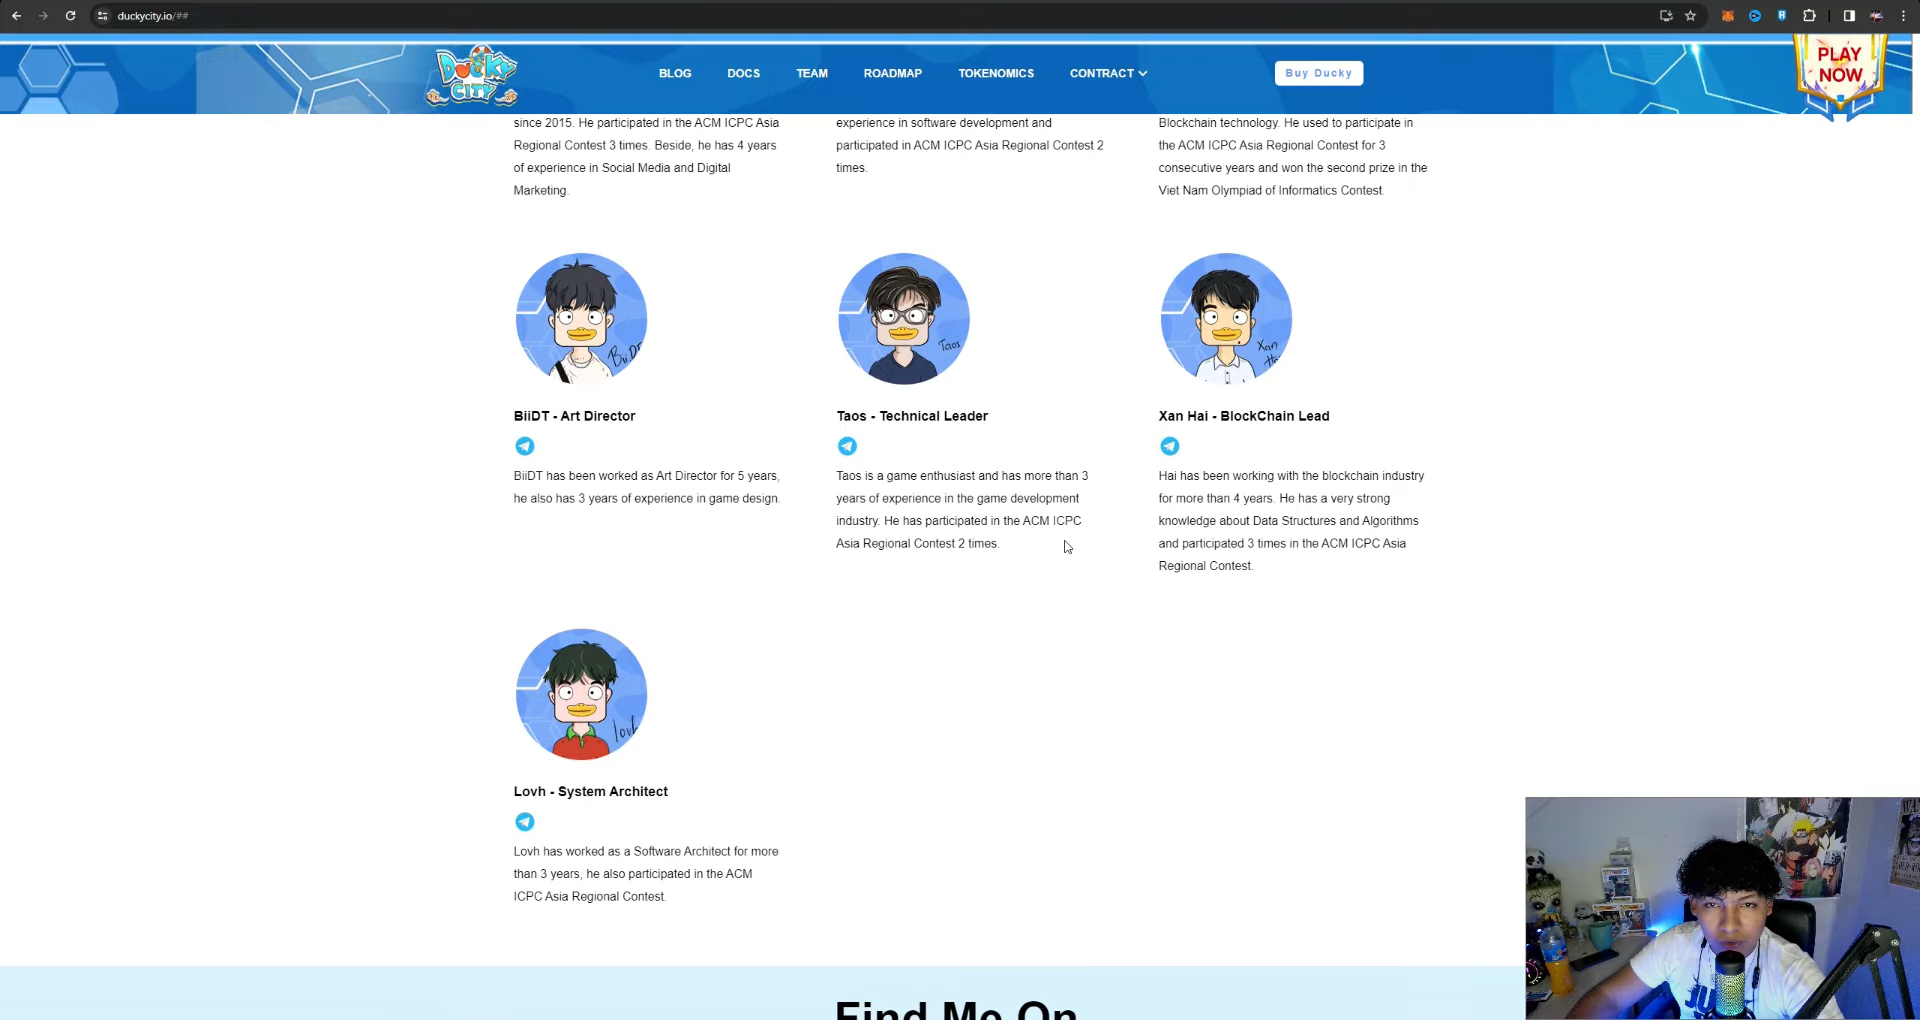 duckycity.io/##
DUCKY
CITY
BLOG
DOCS
TEAM
ROADMAP
TOKENOMICS
CONTRACT
Buy Ducky
PLAY
NOW
since 2015. He participated in the ACM ICPC Asia
Regional Contest 3 times. Beside, he has 4 years
of experience in Social Media and Digital
Marketing.
experience in software development and
participated in ACM ICPC Asia Regional Contest 2
times.
Blockchain technology. He used to participate in
the ACM ICPC Asia Regional Contest for 3
consecutive years and won the second prize in the
Viet Nam Olympiad of Informatics Contest.
BiiDT
BiiDT - Art Director
BiiDT has been worked as Art Director for 5 years,
he also has 3 years of experience in game design.
Taos
Taos - Technical Leader
Taos is a game enthusiast and has more than 3
years of experience in the game development
industry. He has participated in the ACM ICPC
Asia Regional Contest 2 times.
Xan
Hai
Xan Hai - BlockChain Lead
Hai has been working with the blockchain industry
for more than 4 years. He has a very strong
knowledge about Data Structures and Algorithms
and participated 3 times in the ACM ICPC Asia
Regional Contest.
lovh
Lovh - System Architect
Lovh has worked as a Software Architect for more
than 3 years, he also participated in the ACM
ICPC Asia Regional Contest.
Find Me On